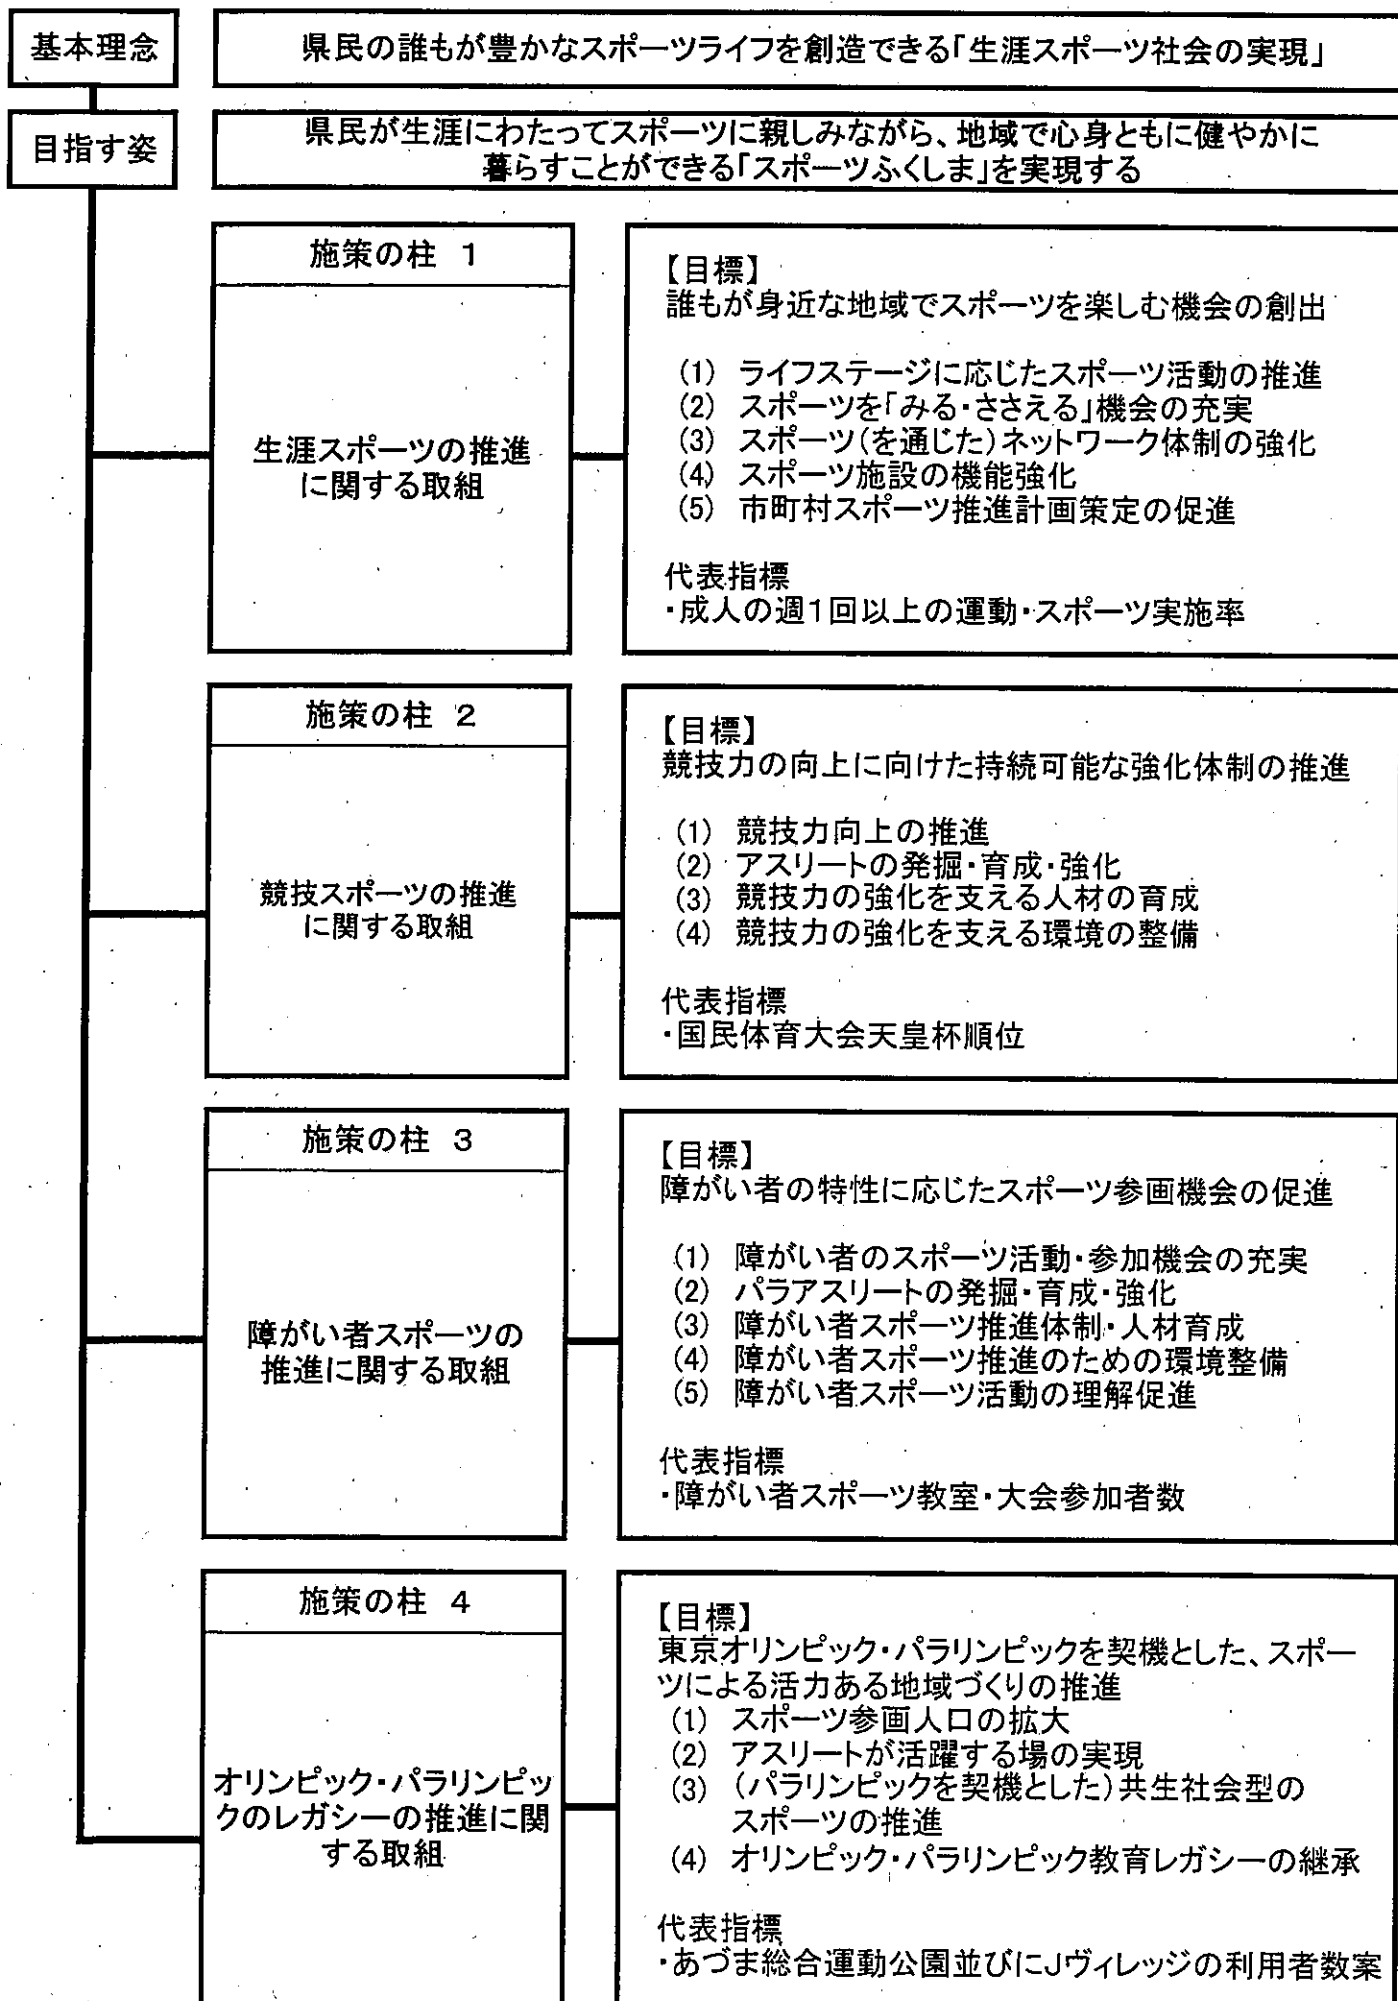 基本理念
県民の誰もが豊かなスポーツライフを創造できる「生涯スポーツ社会の実現」
目指す姿
県民が生涯にわたってスポーツに親しみながら、地域で心身ともに健やかに
暮らすことができる「スポーツふくしま」を実現する
施策の柱 1
生涯スポーツの推進
に関する取組
【目標】
誰もが身近な地域でスポーツを楽しむ機会の創出
(1) ライフステージに応じたスポーツ活動の推進
(2) スポーツを「みる・ささえる」機会の充実
(3) スポーツ(を通じた)ネットワーク体制の強化
(4) スポーツ施設の機能強化
(5) 市町村スポーツ推進計画策定の促進
代表指標
・成人の週1回以上の運動・スポーツ実施率
施策の柱 2
競技スポーツの推進
に関する取組
【目標】
競技力の向上に向けた持続可能な強化体制の推進
(1) 競技力向上の推進
(2) アスリートの発掘・育成・強化
(3) 競技力の強化を支える人材の育成
(4) 競技力の強化を支える環境の整備
代表指標
・国民体育大会天皇杯順位
施策の柱 3
障がい者スポーツの
推進に関する取組
【目標】
障がい者の特性に応じたスポーツ参画機会の促進
(1) 障がい者のスポーツ活動・参加機会の充実
(2) パラアスリートの発掘・育成・強化
(3) 障がい者スポーツ推進体制・人材育成
(4) 障がい者スポーツ推進のための環境整備
(5) 障がい者スポーツ活動の理解促進
代表指標
・障がい者スポーツ教室・大会参加者数
施策の柱 4
オリンピック・パラリンピッ
クのレガシーの推進に関
する取組
【目標】
東京オリンピック・パラリンピックを契機とした、スポー
ツによる活力ある地域づくりの推進
(1) スポーツ参画人口の拡大
(2) アスリートが活躍する場の実現
(3) (パラリンピックを契機とした)共生社会型の
スポーツの推進
(4) オリンピック・パラリンピック教育レガシーの継承
代表指標
・あづま総合運動公園並びにJヴィレッジの利用者数案